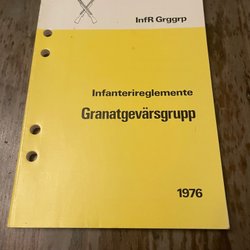 InfR Grggrp
Infanterireglemente
Granatgevärsgrupp
1976